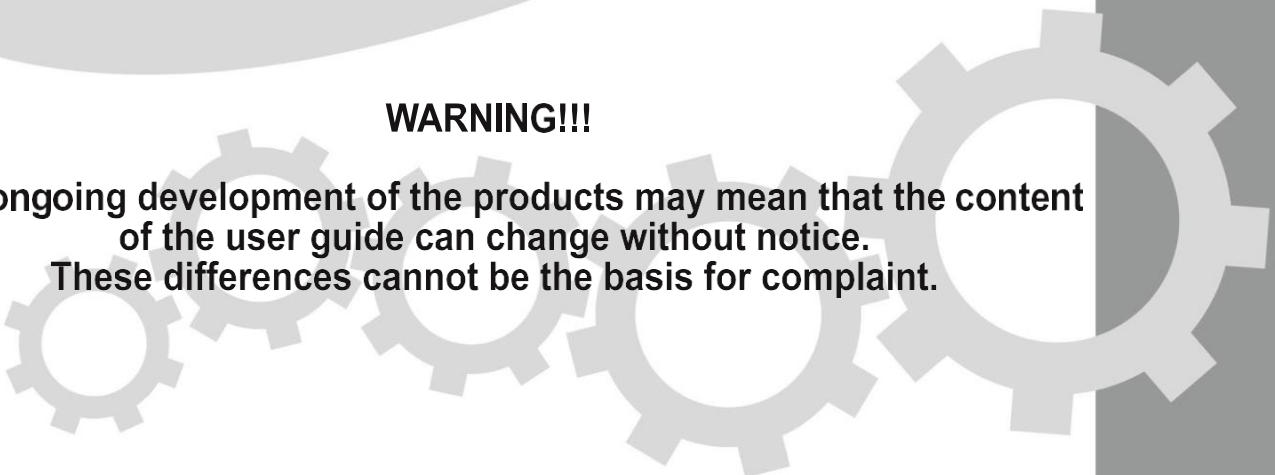 WARNING!!!
ongoing development of the products may mean that the content
of the user guide can change without notice.
These differences cannot be the basis for complaint.